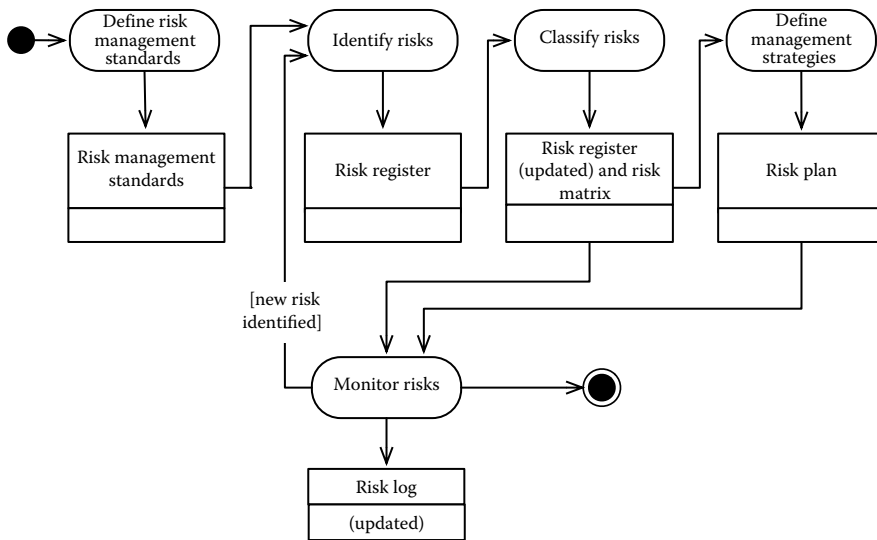 Define risk
management
standards
Identify risks
Classify risks
Define
management
strategies
Risk management
standards
Risk register
Risk register
(updated) and risk
matrix
Risk plan
[new risk
identified]
Monitor risks
Risk log
(updated)